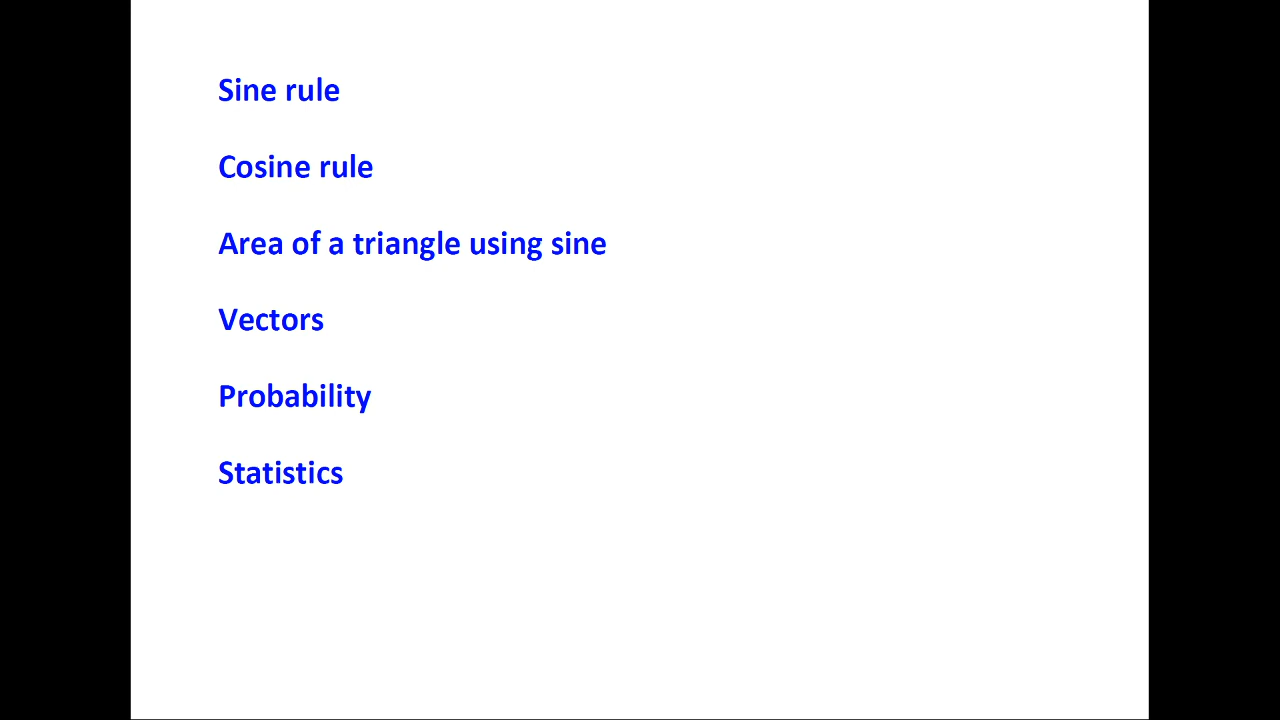 Sine rule
Cosine rule
Area of a triangle using sine
Vectors
Probability
Statistics